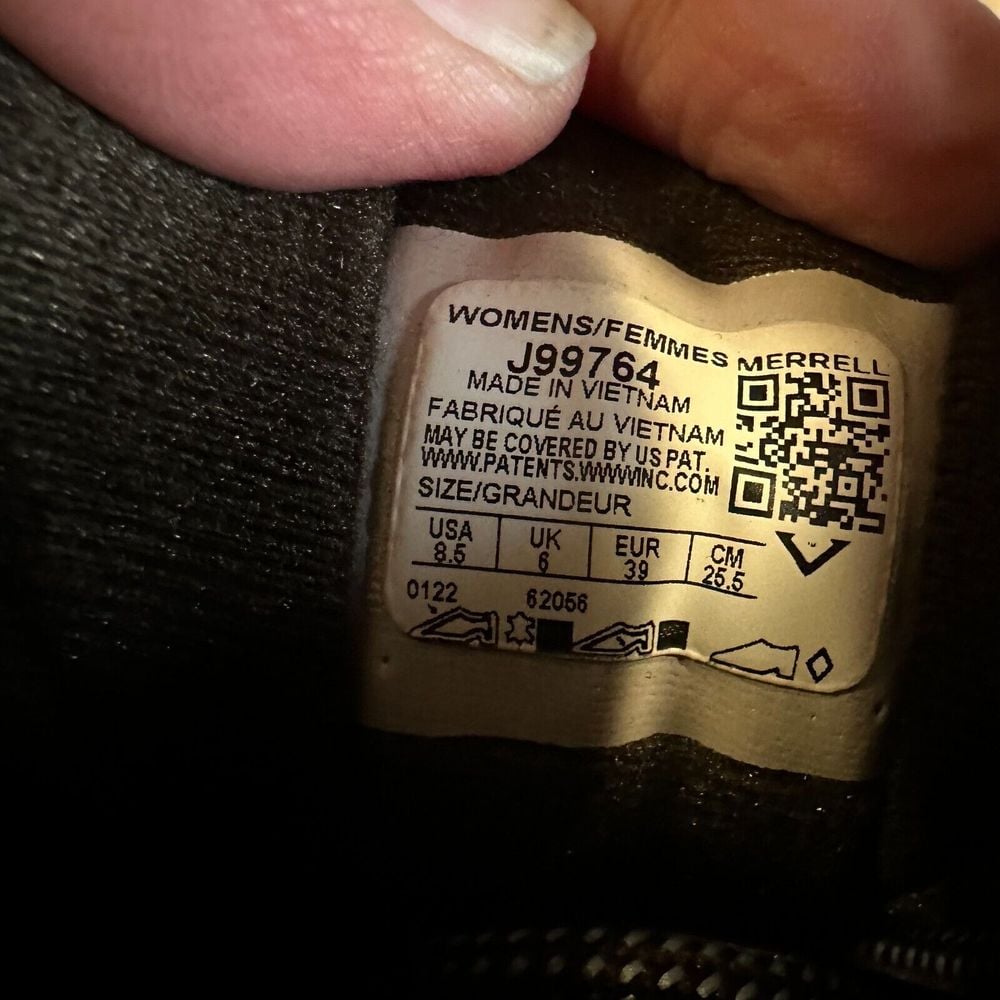 WOMENS/FEMMES
MERRELL
J99764
MADE IN VIETNAM
FABRIQUÉ AU VIETNAM
MAY BE COVERED BY US PAT.
WWW.PATENTS.WWWINC.COM
SIZE/GRANDEUR
USA UK EUR CM
8.5 6 39 25.5
0122 62056